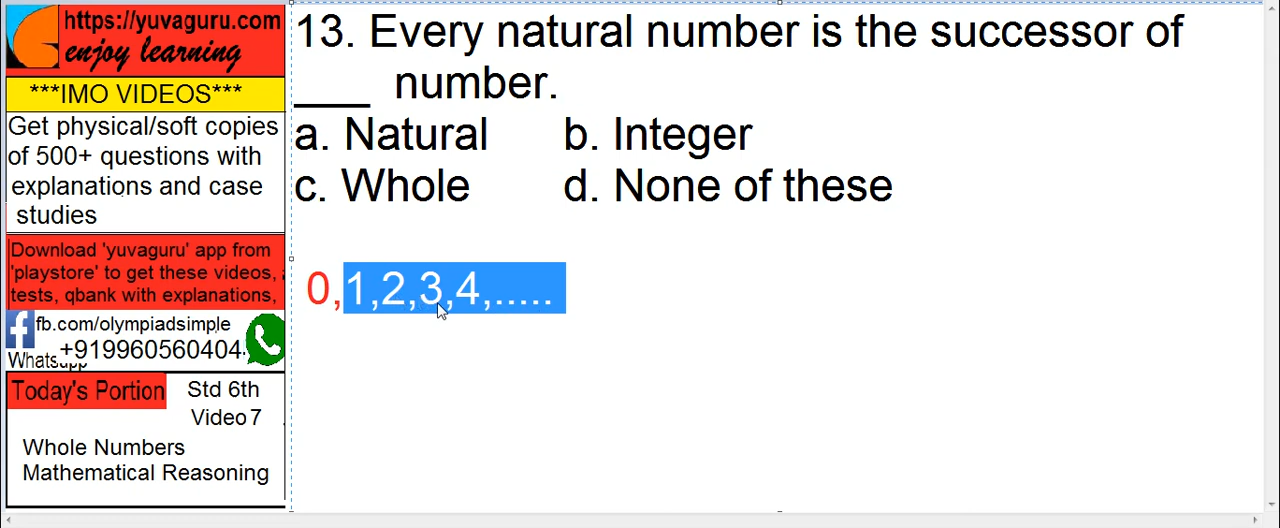 https://yuvaguru.com
enjoy learning
***IMO VIDEOS***
Get physical/soft copies
of 500+ questions with
explanations and case
studies
Download 'yuvaguru' app from
'playstore' to get these videos,
tests, qbank with explanations,
fb.com/olympiadsimple
Whatsapp +919960560404
Today's Portion
Std 6th
Video 7
Whole Numbers
Mathematical Reasoning
13. Every natural number is the successor of
___ number.
a. Natural b. Integer
c. Whole d. None of these
0,1,2,3,4,.....